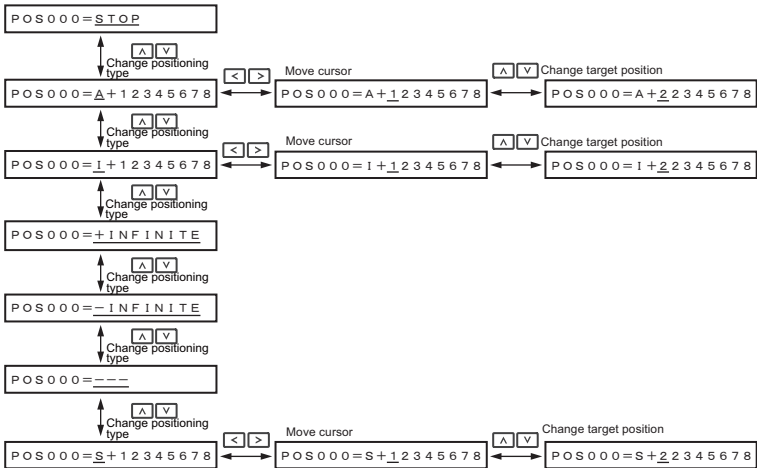 POS000=STOP
∧ ∨
Change positioning
type
< > Move cursor ∧ ∨ Change target position
POS000=A+12345678 POS000=A+12345678 POS000=A+22345678
∧ ∨
Change positioning
type
< > Move cursor ∧ ∨ Change target position
POS000=I+12345678 POS000=I+12345678 POS000=I+22345678
∧ ∨
Change positioning
type
POS000=+INFINITE
∧ ∨
Change positioning
type
POS000=−INFINITE
∧ ∨
Change positioning
type
POS000=−−−
∧ ∨
Change positioning
type
< > Move cursor ∧ ∨ Change target position
POS000=S+12345678 POS000=S+12345678 POS000=S+22345678